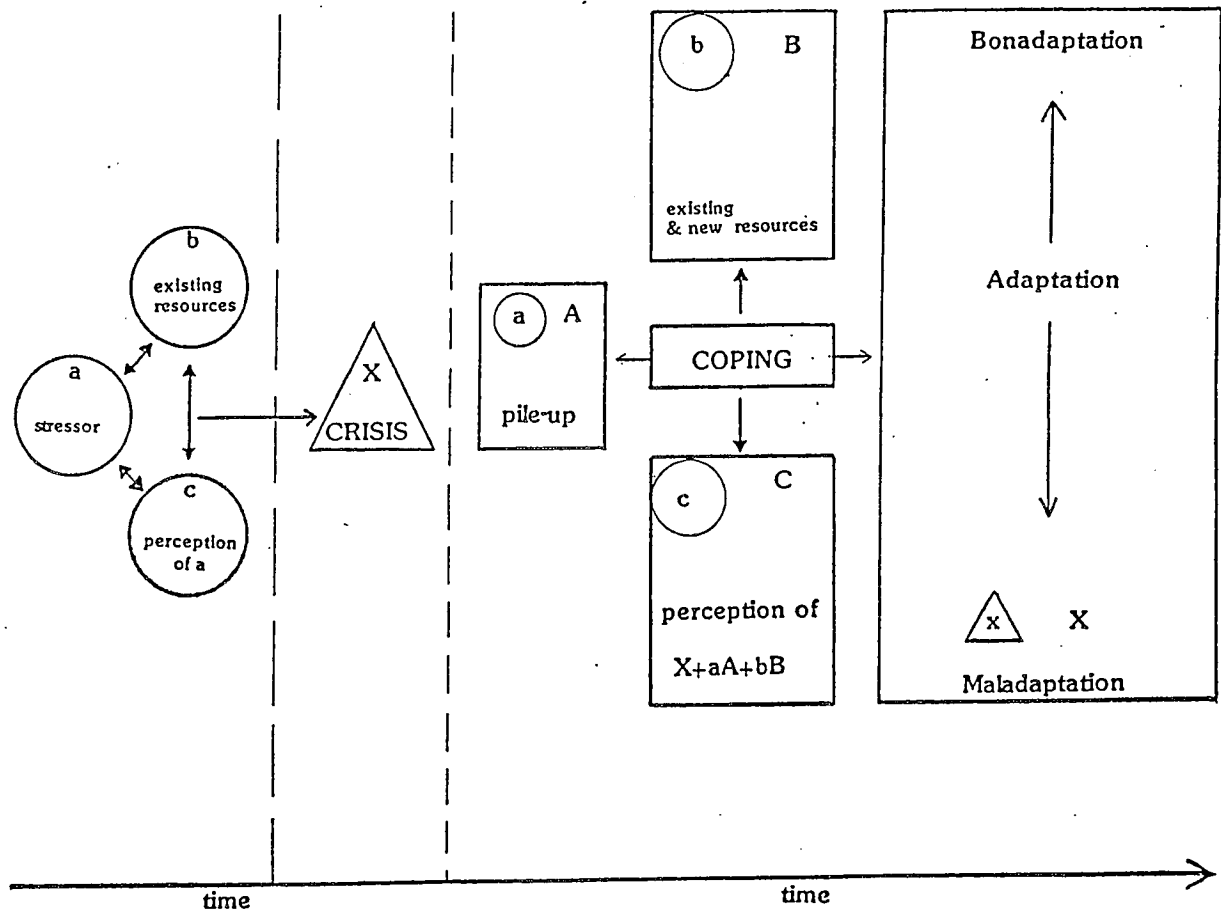 b
existing
resources
a
stressor
c
perception
of a
X
CRISIS
a A
pile-up
b B
existing
& new resources
COPING
c C
perception of
X+aA+bB
Bonadaptation
Adaptation
x X
Maladaptation
time
time